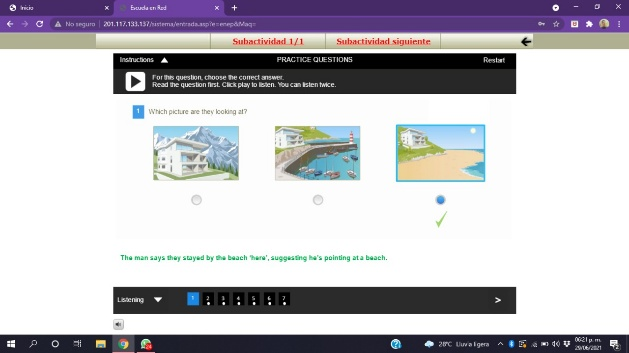 Inicio
Escuela en Red
No seguro
201.117.133.137/sistema/entrada.asp?e=enep&Maq=
Subactividad 1/1
Subactividad siguiente
Instructions
PRACTICE QUESTIONS
Restart
For this question, choose the correct answer.
Read the question first. Click play to listen. You can listen twice.
1 Which picture are they looking at?
The man says they stayed by the beach 'here', suggesting he's pointing at a beach.
Listening
1 2 3 4 5 6 7
28°C Lluvia ligera
06:21 p. m.
29/06/2021